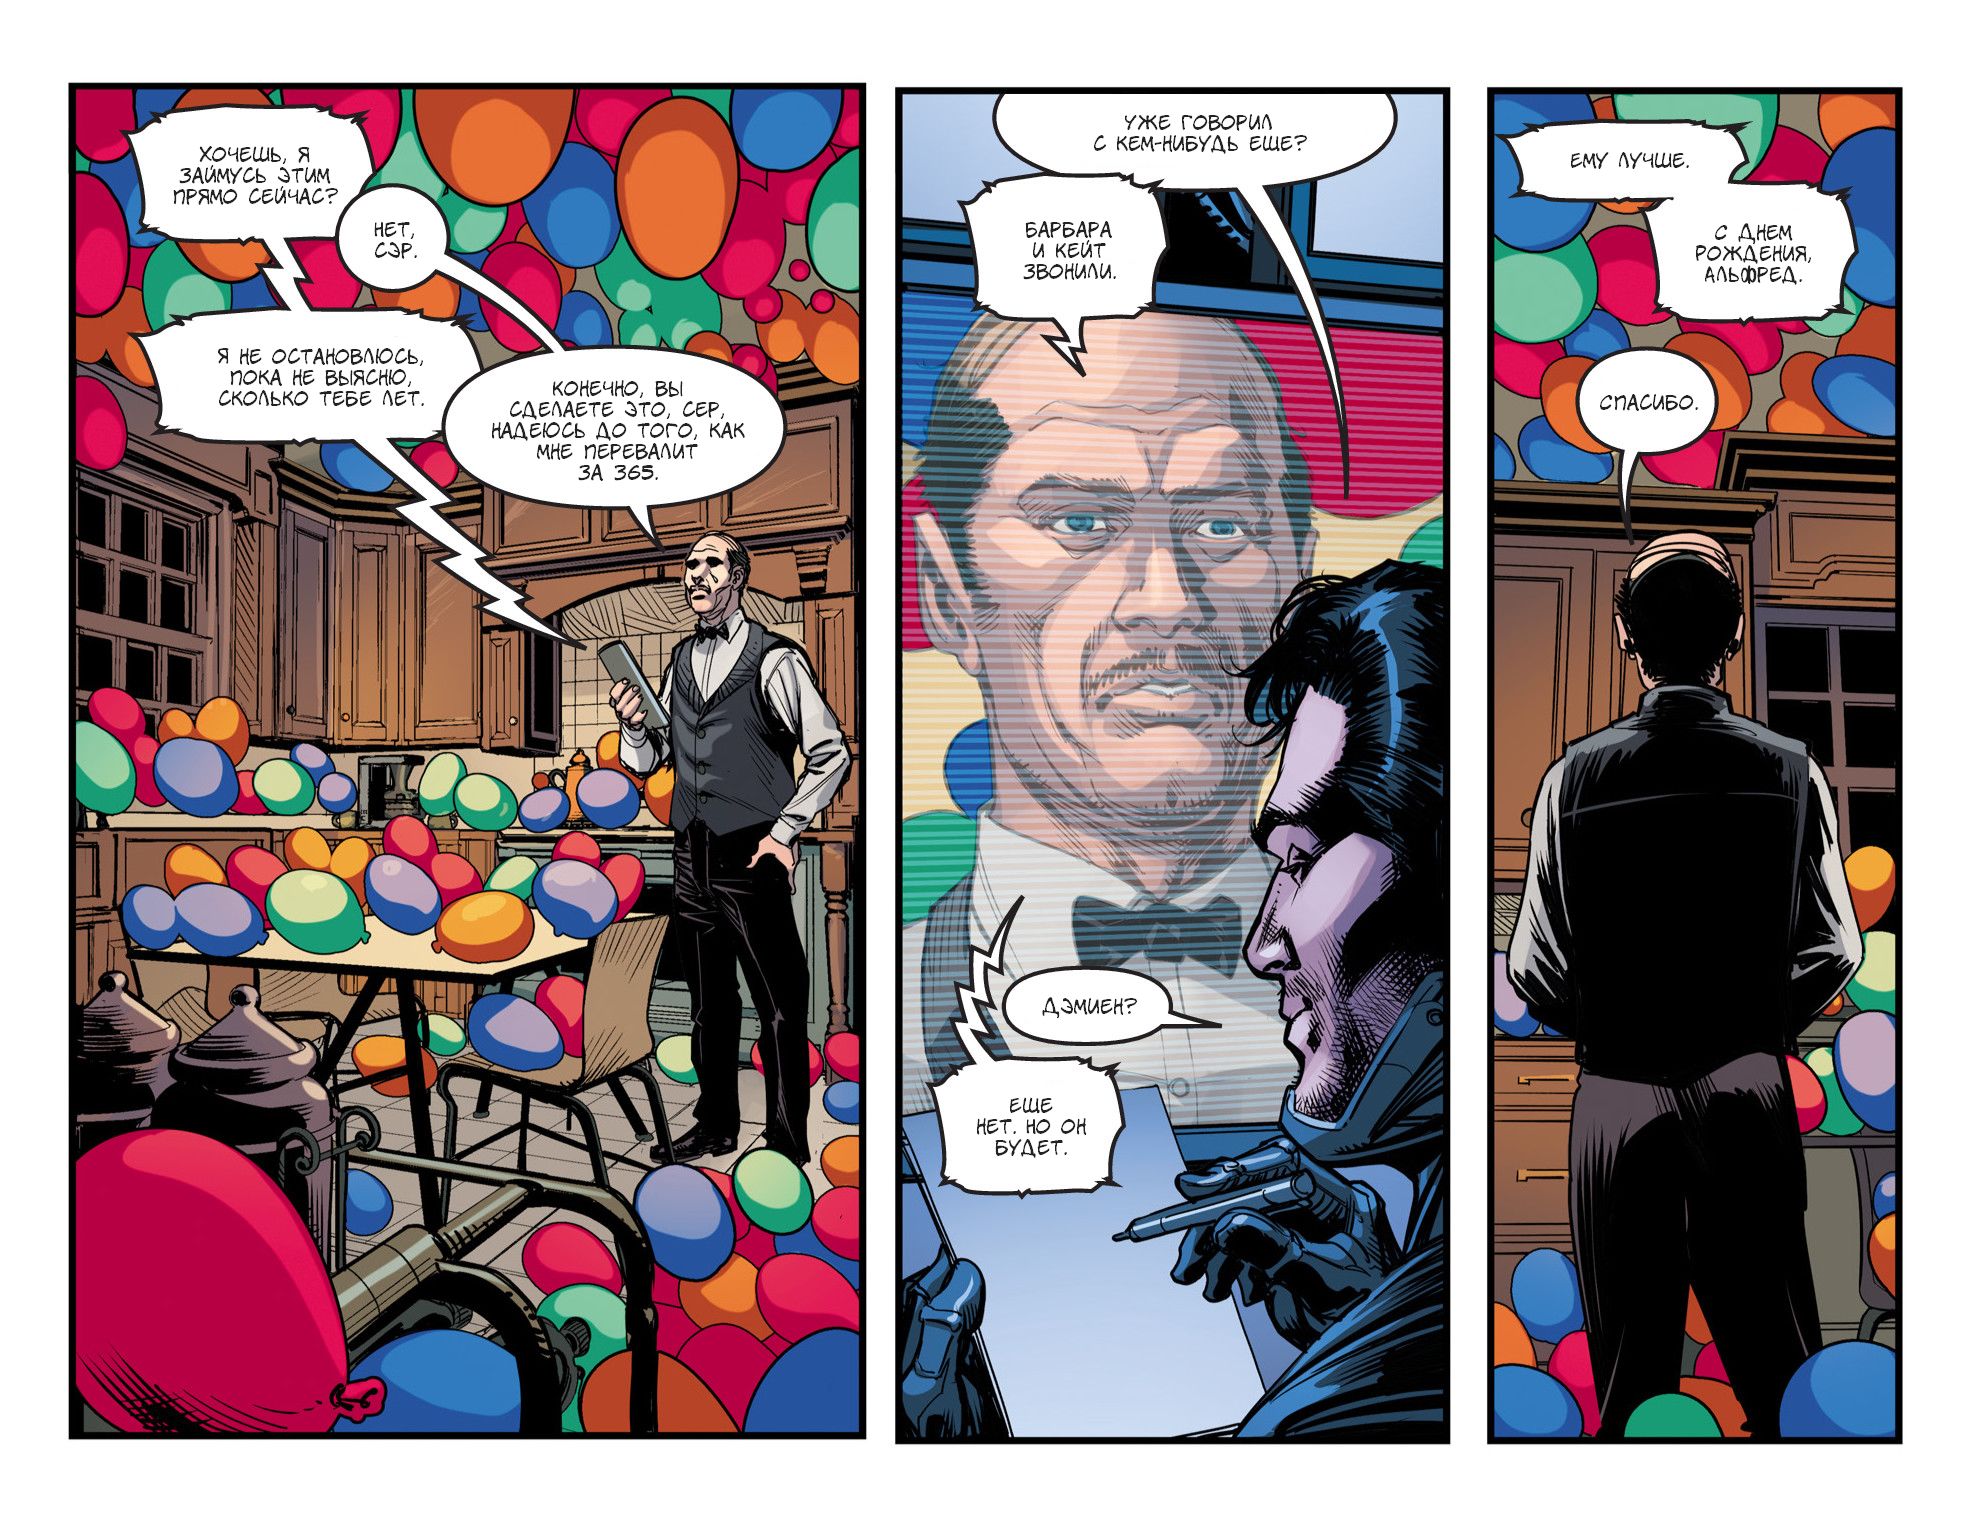 ХОЧЕШЬ, Я
ЗАЙМУСЬ ЭТИМ
ПРЯМО СЕЙЧАС?
НЕТ,
СЭР.
Я НЕ ОСТАНОВЛЮСЬ,
ПОКА НЕ ВЫЯСНЮ,
СКОЛЬКО ТЕБЕ ЛЕТ.
КОНЕЧНО, ВЫ
СДЕЛАЕТЕ ЭТО, СЕР,
НАДЕЮСЬ ДО ТОГО, КАК
МНЕ ПЕРЕВАЛИТ
ЗА 365.
УЖЕ ГОВОРИЛ
С КЕМ-НИБУДЬ ЕЩЕ?
БАРБАРА
И КЕЙТ
ЗВОНИЛИ.
ДЭМИЕН?
ЕЩЕ
НЕТ. НО ОН
БУДЕТ.
ЕМУ ЛУЧШЕ.
С ДНЕМ
РОЖДЕНИЯ,
АЛЬФРЕД.
СПАСИБО.